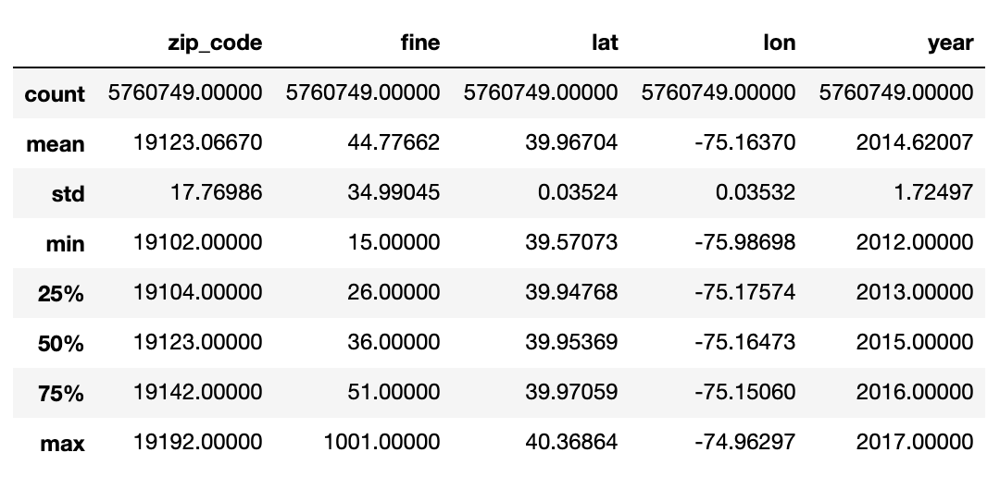 zip_code fine lat lon year
count 5760749.00000 5760749.00000 5760749.00000 5760749.00000 5760749.00000
mean 19123.06670 44.77662 39.96704 -75.16370 2014.62007
std 17.76986 34.99045 0.03524 0.03532 1.72497
min 19102.00000 15.00000 39.57073 -75.98698 2012.00000
25% 19104.00000 26.00000 39.94768 -75.17574 2013.00000
50% 19123.00000 36.00000 39.95369 -75.16473 2015.00000
75% 19142.00000 51.00000 39.97059 -75.15060 2016.00000
max 19192.00000 1001.00000 40.36864 -74.96297 2017.00000